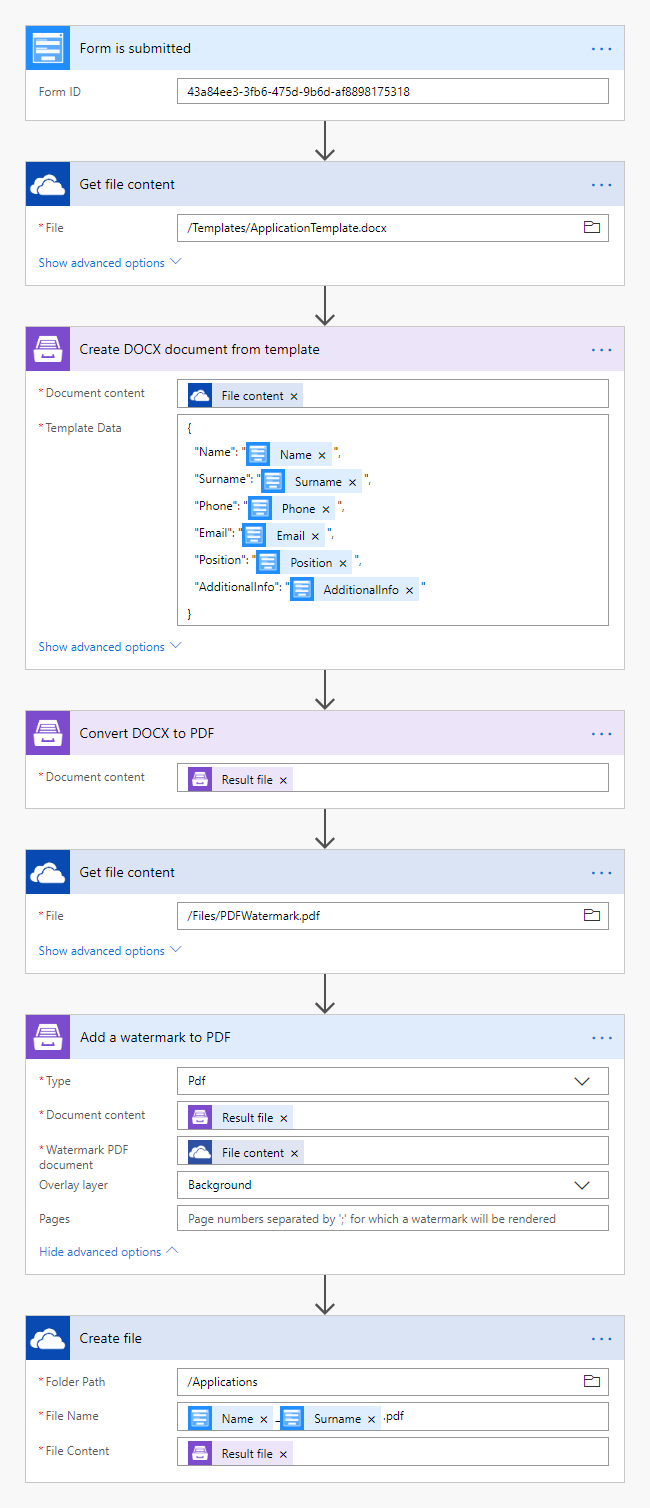 Form is submitted
Form ID 43a84ee3-3fb6-475d-9b6d-af8898175318
Get file content
*File /Templates/ApplicationTemplate.docx
Show advanced options
Create DOCX document from template
*Document content File content ×
*Template Data {
"Name": " Name × ",
"Surname": " Surname × ",
"Phone": " Phone × ",
"Email": " Email × ",
"Position": " Position × ",
"AdditionalInfo": " AdditionalInfo × "
}
Show advanced options
Convert DOCX to PDF
*Document content Result file ×
Get file content
*File /Files/PDFWatermark.pdf
Show advanced options
Add a watermark to PDF
*Type Pdf
*Document content Result file ×
*Watermark PDF document File content ×
Overlay layer Background
Pages Page numbers separated by ';' for which a watermark will be rendered
Hide advanced options
Create file
*Folder Path /Applications
*File Name Name × _ Surname × .pdf
*File Content Result file ×